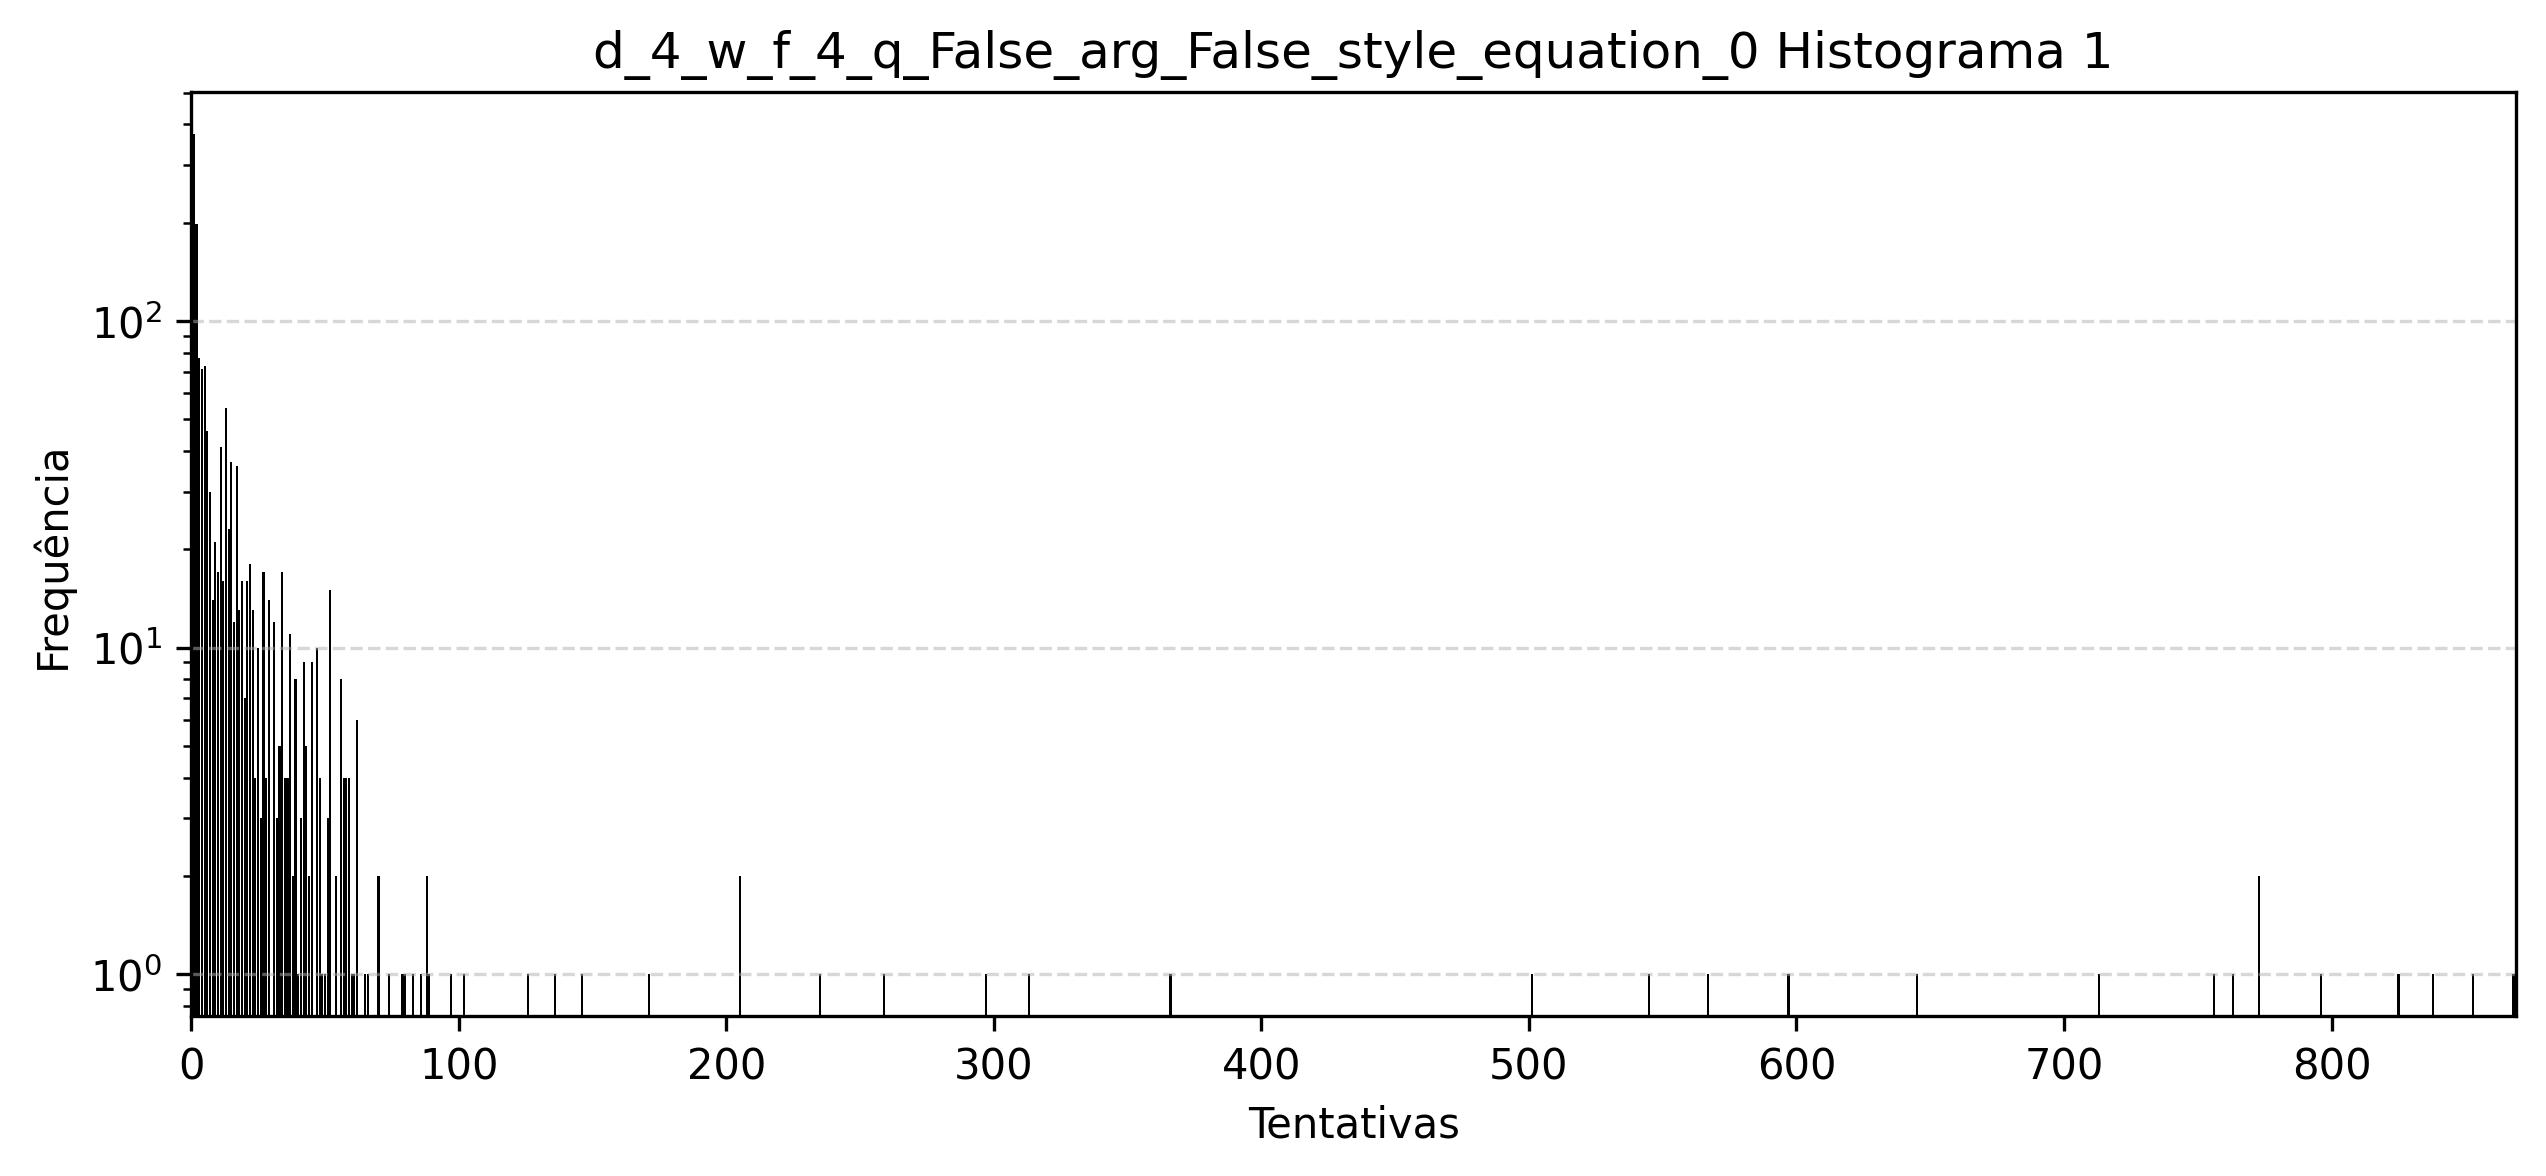 d_4_w_f_4_q_False_arg_False_style_equation_0 Histograma 1
Frequência
10²
10¹
10⁰
0 100 200 300 400 500 600 700 800
Tentativas